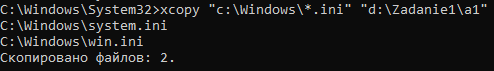 C:\Windows\System32>xcopy "c:\Windows\*.ini" "d:\Zadanie1\a1"
C:\Windows\system.ini
C:\Windows\win.ini
Скопировано файлов: 2.